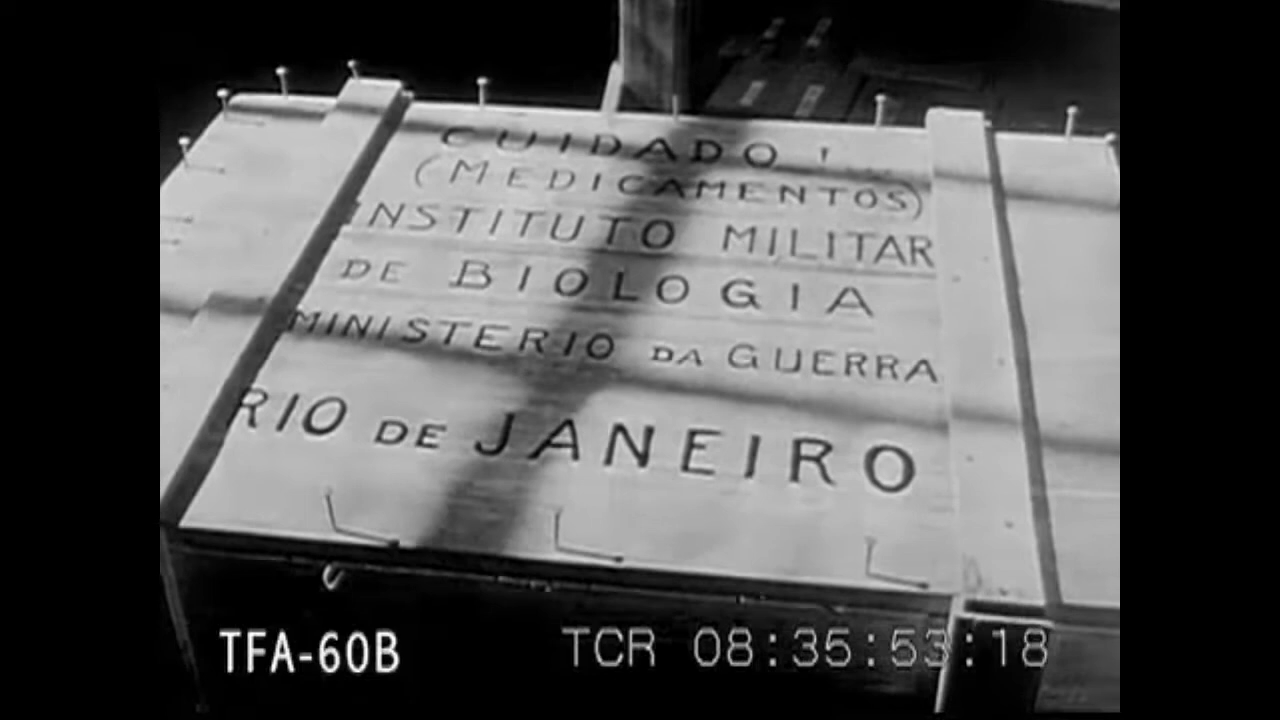 CUIDADO!...
(MEDICAMENTOS)
INSTITUTO MILITAR
DE BIOLOGIA
MINISTERIO DA GUERRA
RIO DE JANEIRO
TFA-60B TCR 08:35:53:18